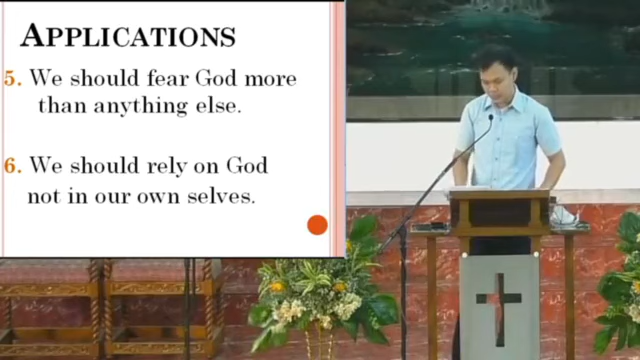 APPLICATIONS
5. We should fear God more
than anything else.
6. We should rely on God
not in our own selves.